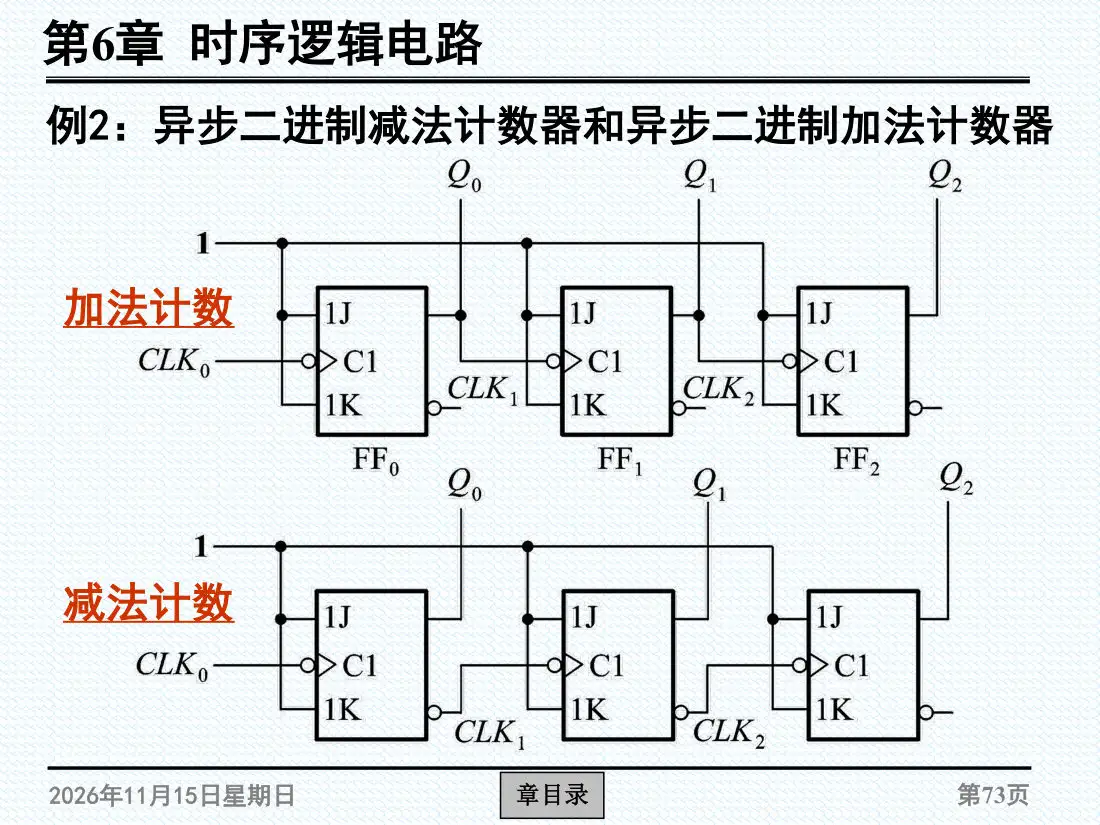 第6章 时序逻辑电路
例2：异步二进制减法计数器和异步二进制加法计数器
Q0 Q1 Q2
1
加法计数
1J 1J 1J
CLK0 C1 C1 C1
CLK1 CLK2
1K 1K 1K
FF0 FF1 FF2
Q0 Q1 Q2
1
减法计数
1J 1J 1J
CLK0 C1 C1 C1
1K 1K 1K
CLK1 CLK2
2026年11月15日星期日 章目录 第73页